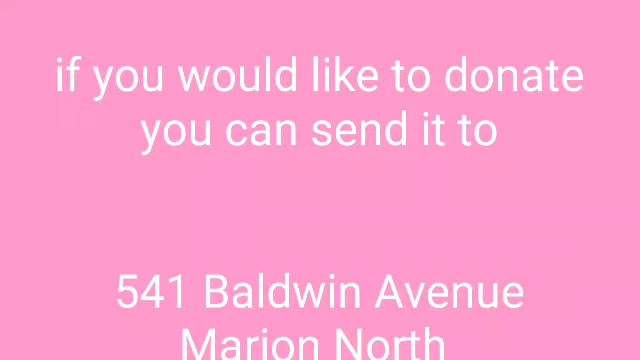 if you would like to donate
you can send it to
541 Baldwin Avenue
Marion North